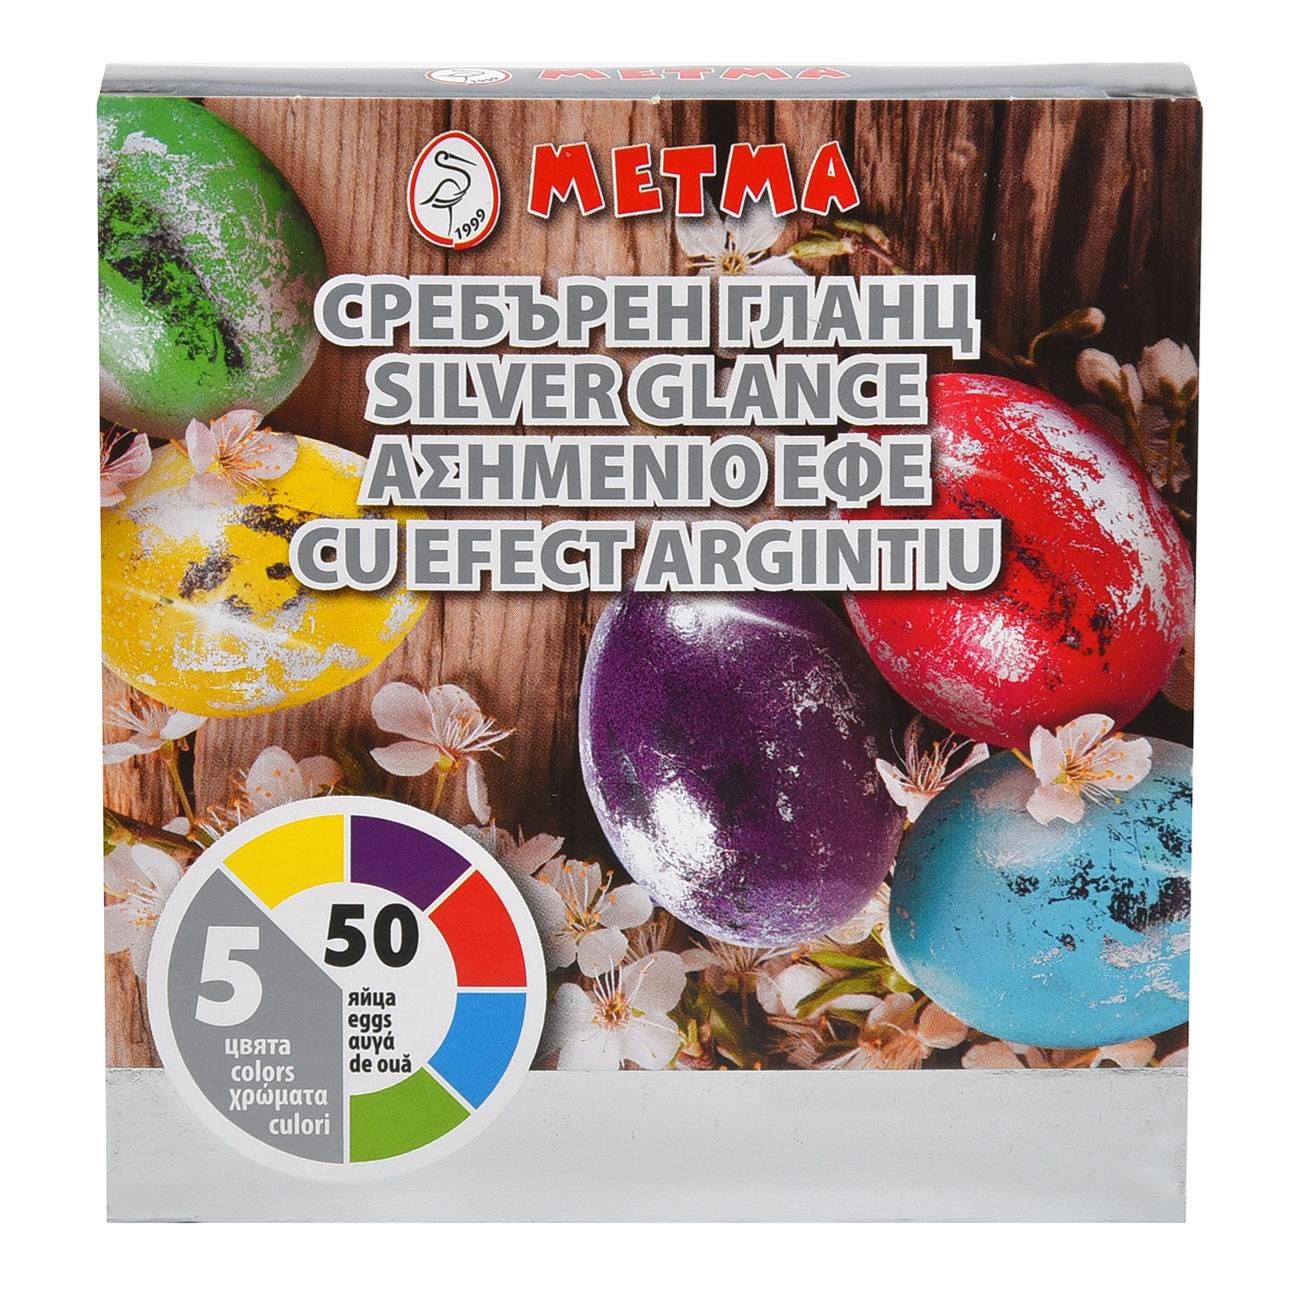 METMA
1999
METMA
1999
СРЕБЪРЕН ГЛАНЦ
SILVER GLANCE
ΑΣΗΜΕΝΙΟ ΕΦΕ
CU EFECT ARGINTIU
5
цвята
colors
χρώματα
culori
50
яйца
eggs
αυγά
de ouă